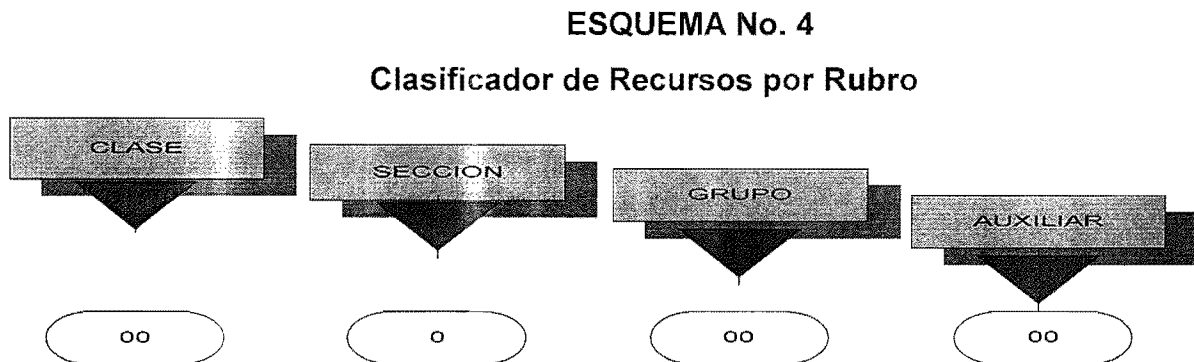 ESQUEMA No. 4
Clasificador de Recursos por Rubro
CLASE
SECCION
GRUPO
AUXILIAR
00 0 00 00